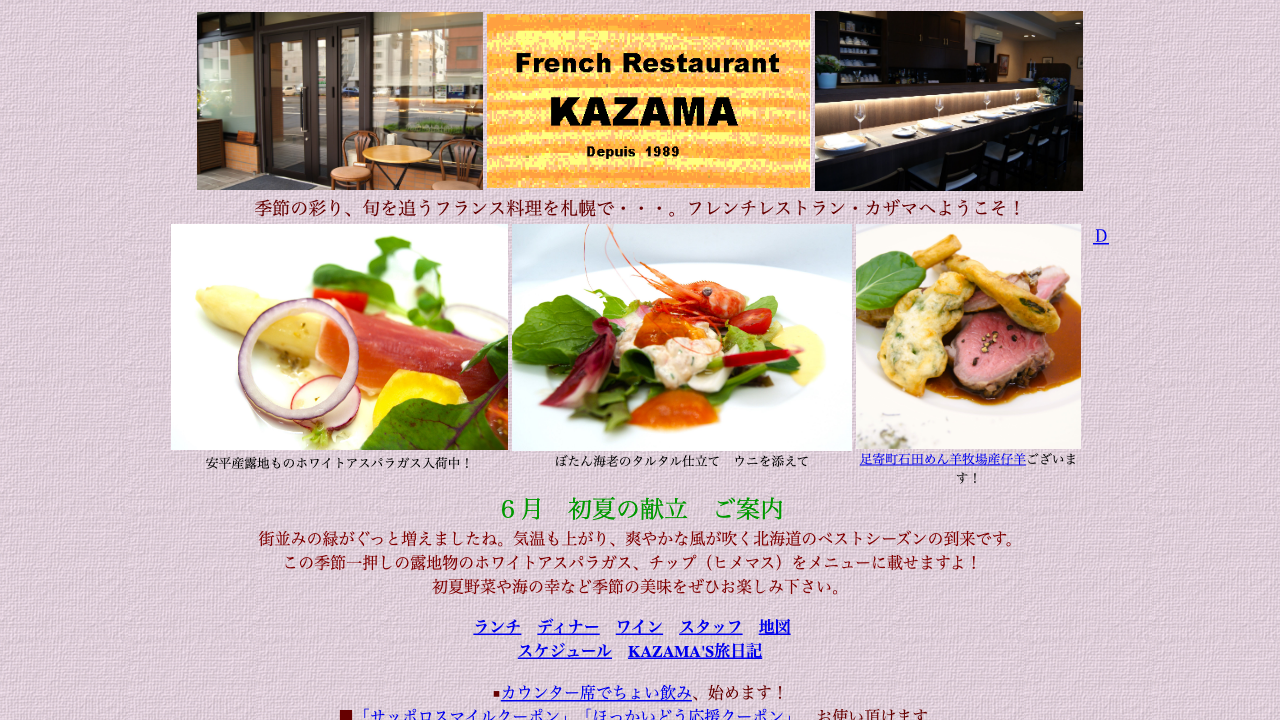 French Restaurant
KAZAMA
Depuis 1989
季節の彩り、旬を追うフランス料理を札幌で・・・。フレンチレストラン・カザマへようこそ！
D
安平産露地ものホワイトアスパラガス入荷中！
ぼたん海老のタルタル仕立て　ウニを添えて
足寄町石田めん羊牧場産仔羊ございま
す！
６月　初夏の献立　ご案内
街並みの緑がぐっと増えましたね。気温も上がり、爽やかな風が吹く北海道のベストシーズンの到来です。
この季節一押しの露地物のホワイトアスパラガス、チップ（ヒメマス）をメニューに載せますよ！
初夏野菜や海の幸など季節の美味をぜひお楽しみ下さい。
ランチ　ディナー　ワイン　スタッフ　地図
スケジュール　KAZAMA'S旅日記
▪カウンター席でちょい飲み、始めます！
■「サッポロスマイルクーポン」「ほっかいどう応援クーポン」　お使い頂けます。